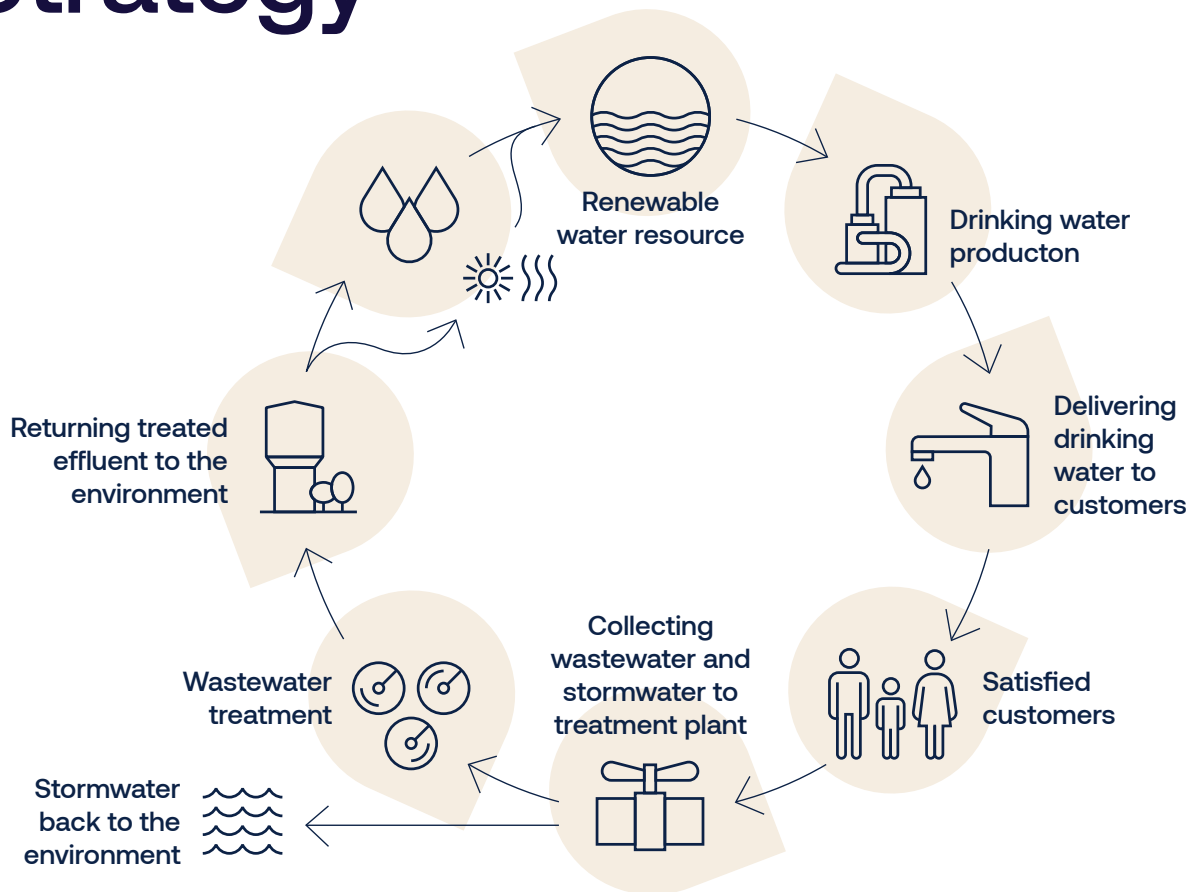 Strategy
Renewable
water resource
Drinking water
producton
Delivering
drinking
water to
customers
Satisfied
customers
Collecting
wastewater and
stormwater to
treatment plant
Wastewater
treatment
Stormwater
back to the
environment
Returning treated
effluent to the
environment